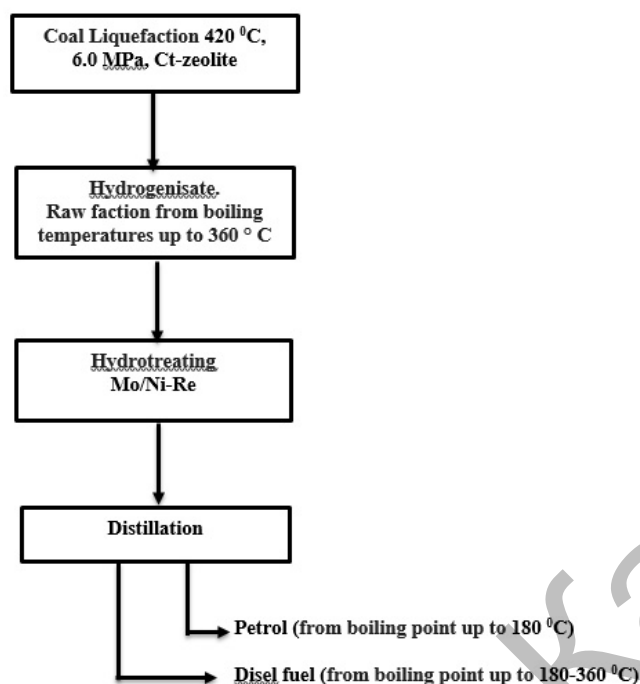 Coal Liquefaction 420 ⁰C,
6.0 MPa, Ct-zeolite
Hydrogenisate.
Raw faction from boiling
temperatures up to 360 ° C
Hydrotreating
Mo/Ni-Re
Distillation
Petrol (from boiling point up to 180 ⁰C)
Disel fuel (from boiling point up to 180-360 ⁰C)